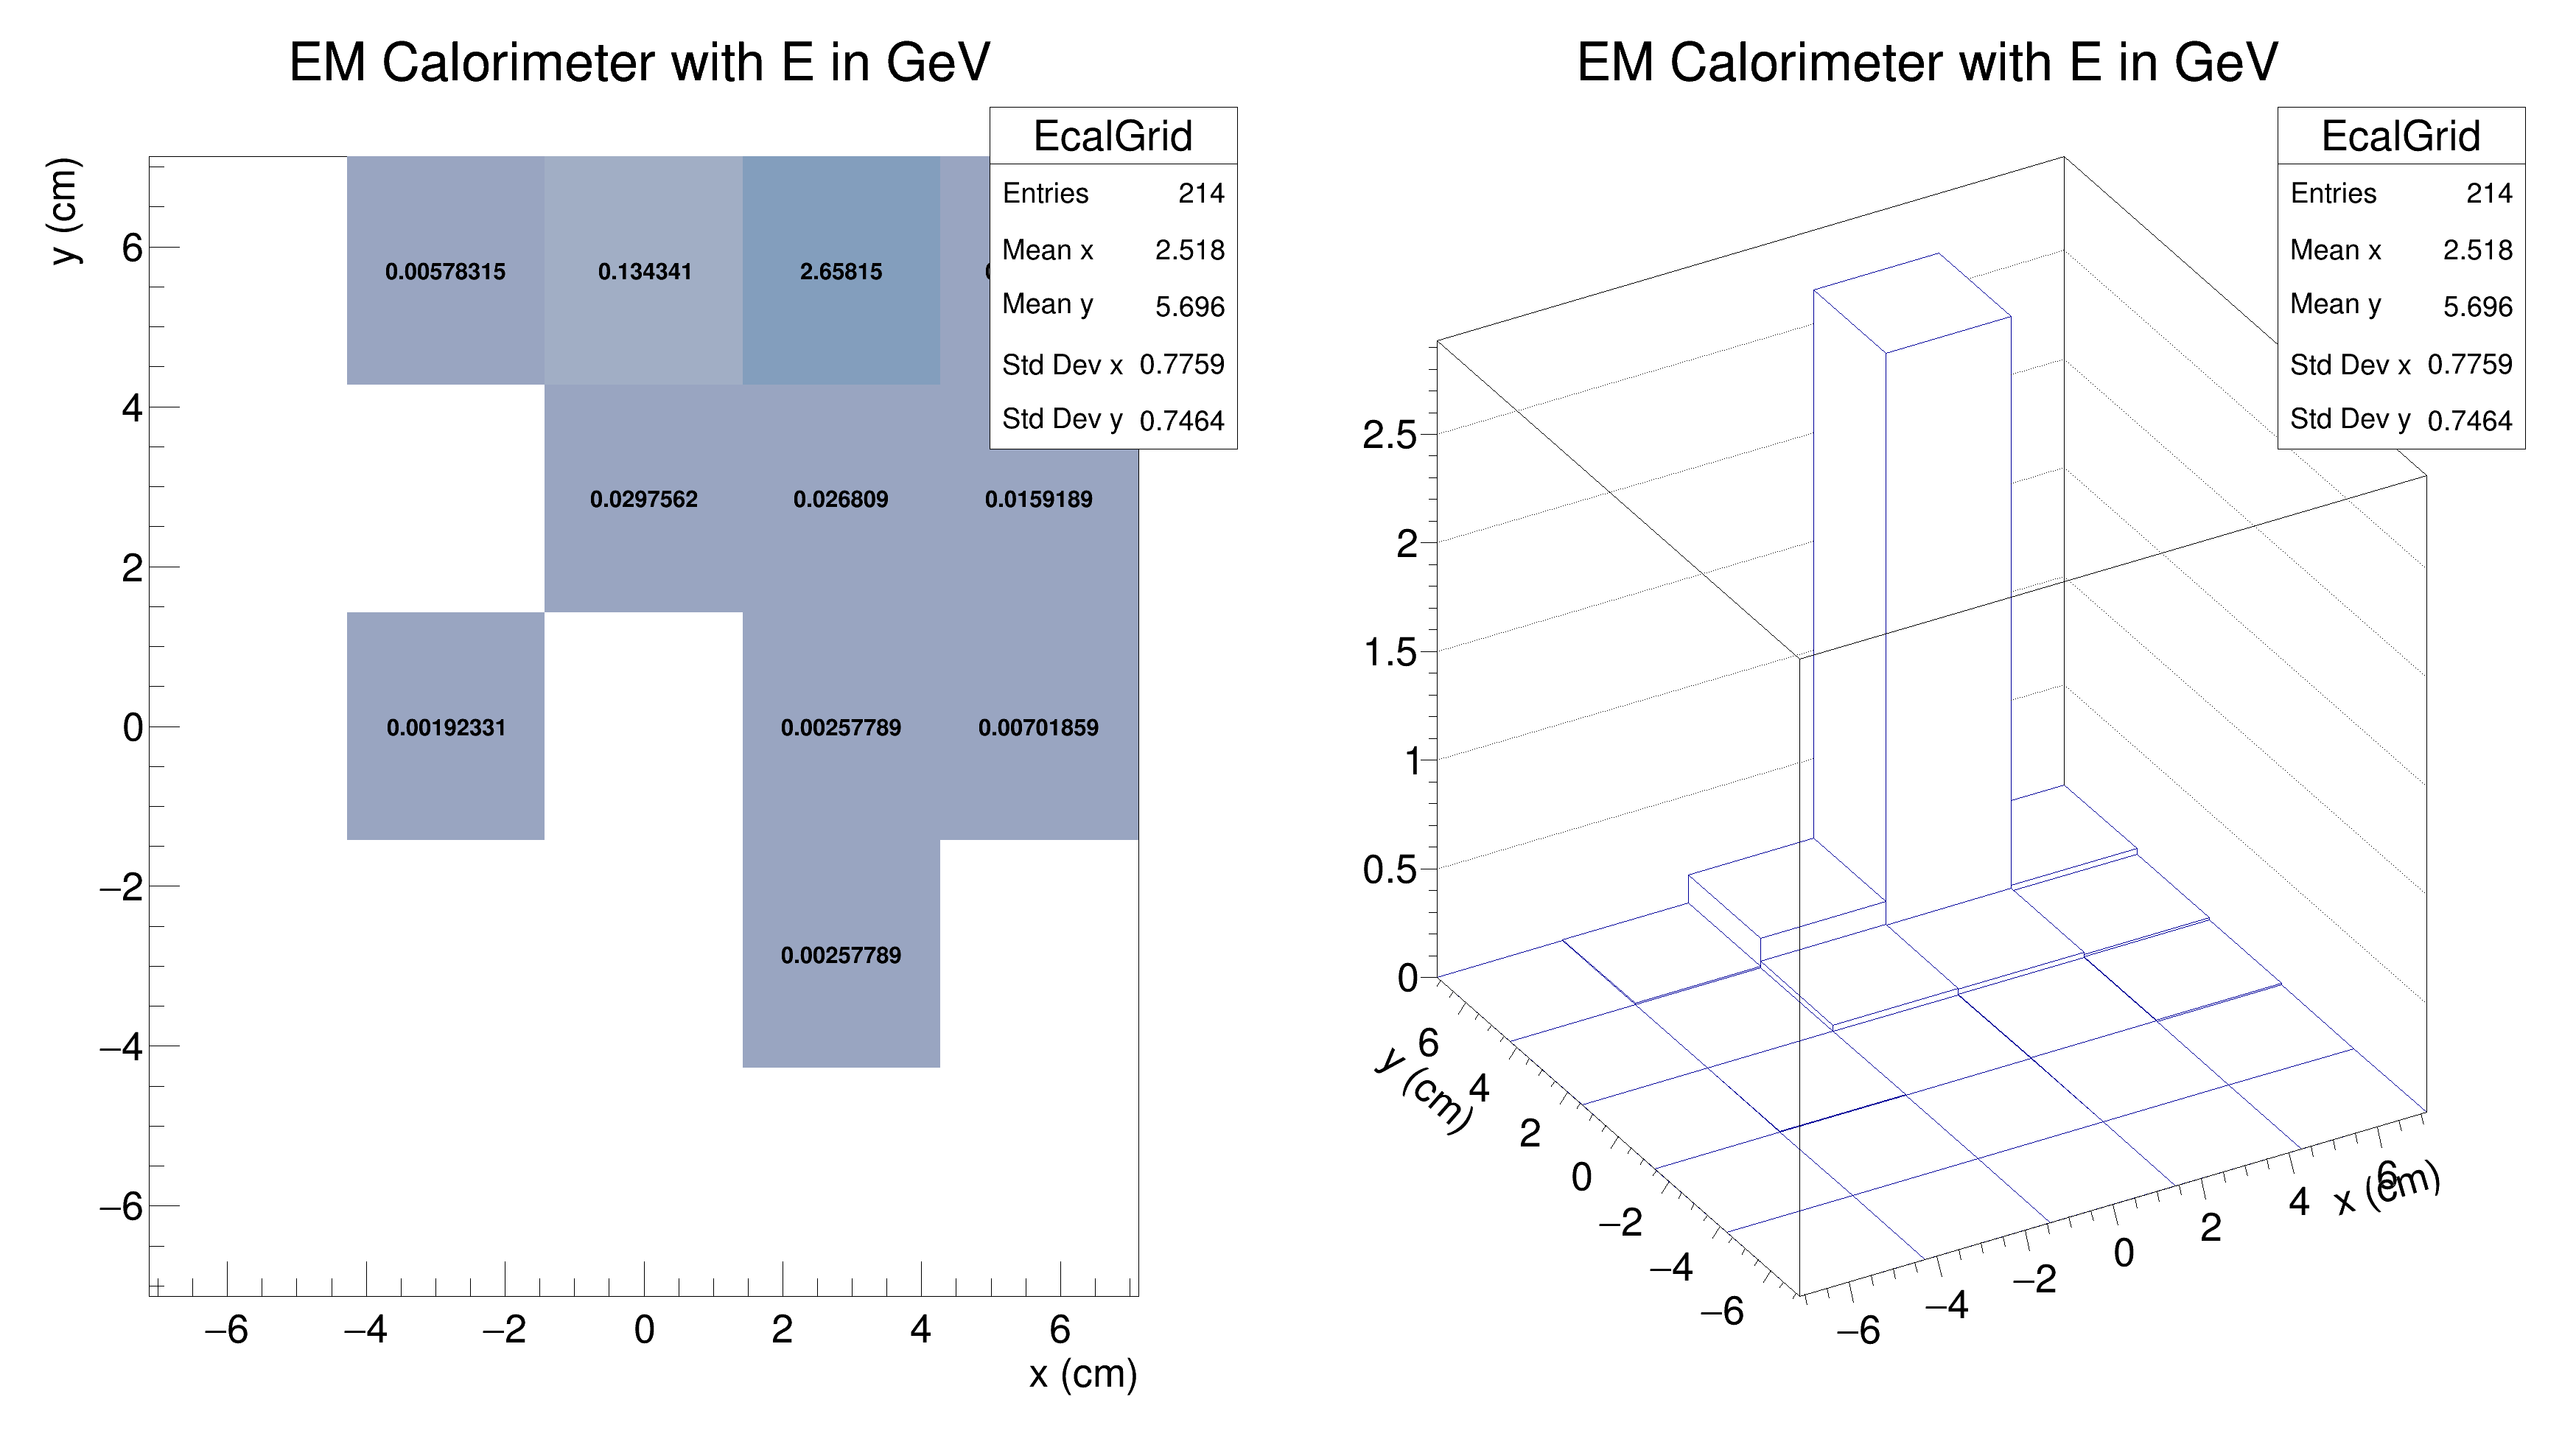 EM Calorimeter with E in GeV
EcalGrid
Entries 214
Mean x 2.518
Mean y 5.696
Std Dev x 0.7759
Std Dev y 0.7464
y (cm)
6
4
2
0
−2
−4
−6
0.00578315 0.134341 2.65815
0.0297562 0.026809 0.0159189
0.00192331 0.00257789 0.00701859
0.00257789
−6 −4 −2 0 2 4 6
x (cm)
EM Calorimeter with E in GeV
EcalGrid
Entries 214
Mean x 2.518
Mean y 5.696
Std Dev x 0.7759
Std Dev y 0.7464
2.5
2
1.5
1
0.5
0
y (cm)
6
4
2
0
−2
−4
−6
−6
−4
−2
0
2
4
6
x (cm)